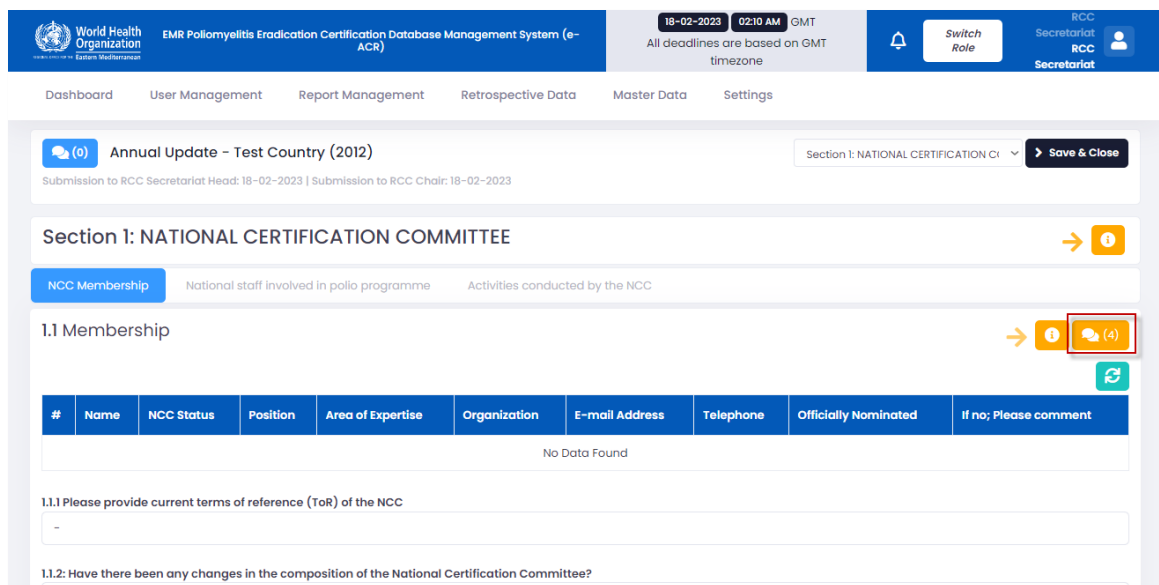 World Health
Organization
Eastern Mediterranean
EMR Poliomyelitis Eradication Certification Database Management System (e-
ACR)
18-02-2023 02:10 AM GMT
All deadlines are based on GMT
timezone
Switch
Role
RCC
Secretariat
RCC
Secretariat
Dashboard User Management Report Management Retrospective Data Master Data Settings
(0) Annual Update - Test Country (2012)
Section 1: NATIONAL CERTIFICATION C
Save & Close
Submission to RCC Secretariat Head: 18-02-2023 | Submission to RCC Chair: 18-02-2023
Section 1: NATIONAL CERTIFICATION COMMITTEE
NCC Membership National staff involved in polio programme Activities conducted by the NCC
1.1 Membership
(4)
# Name NCC Status Position Area of Expertise Organization E-mail Address Telephone Officially Nominated If no; Please comment
No Data Found
1.1.1 Please provide current terms of reference (ToR) of the NCC
-
1.1.2: Have there been any changes in the composition of the National Certification Committee?